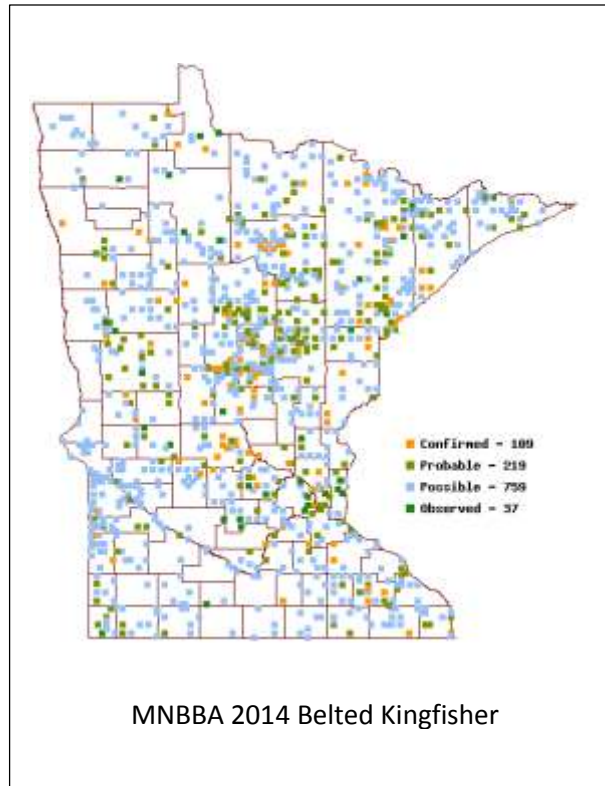 Confirmed - 109
Probable - 219
Possible - 759
Observed - 37
MNBBA 2014 Belted Kingfisher